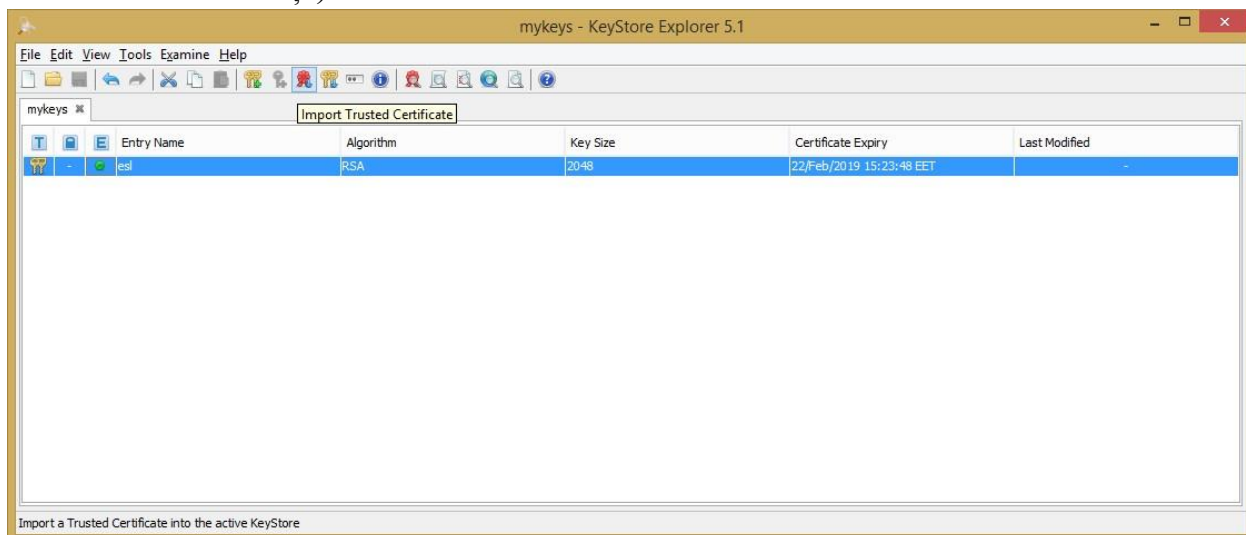 mykeys - KeyStore Explorer 5.1
File Edit View Tools Examine Help
mykeys
Import Trusted Certificate
T E Entry Name Algorithm Key Size Certificate Expiry Last Modified
- esl RSA 2048 22/Feb/2019 15:23:48 EET -
Import a Trusted Certificate into the active KeyStore